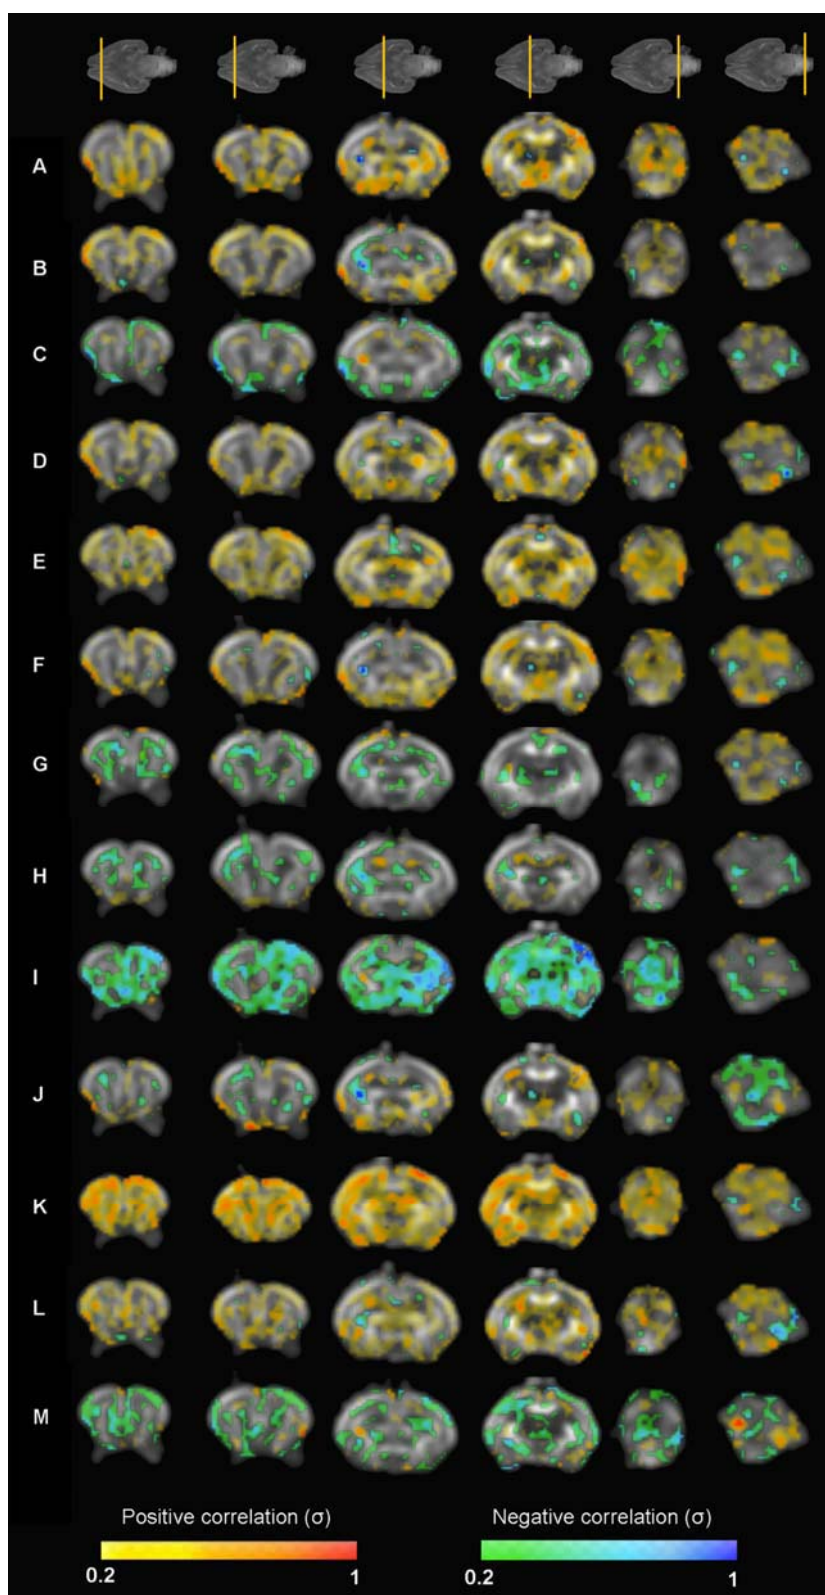 A
B
C
D
E
F
G
H
I
J
K
L
M
Positive correlation (σ) Negative correlation (σ)
0.2 1 0.2 1